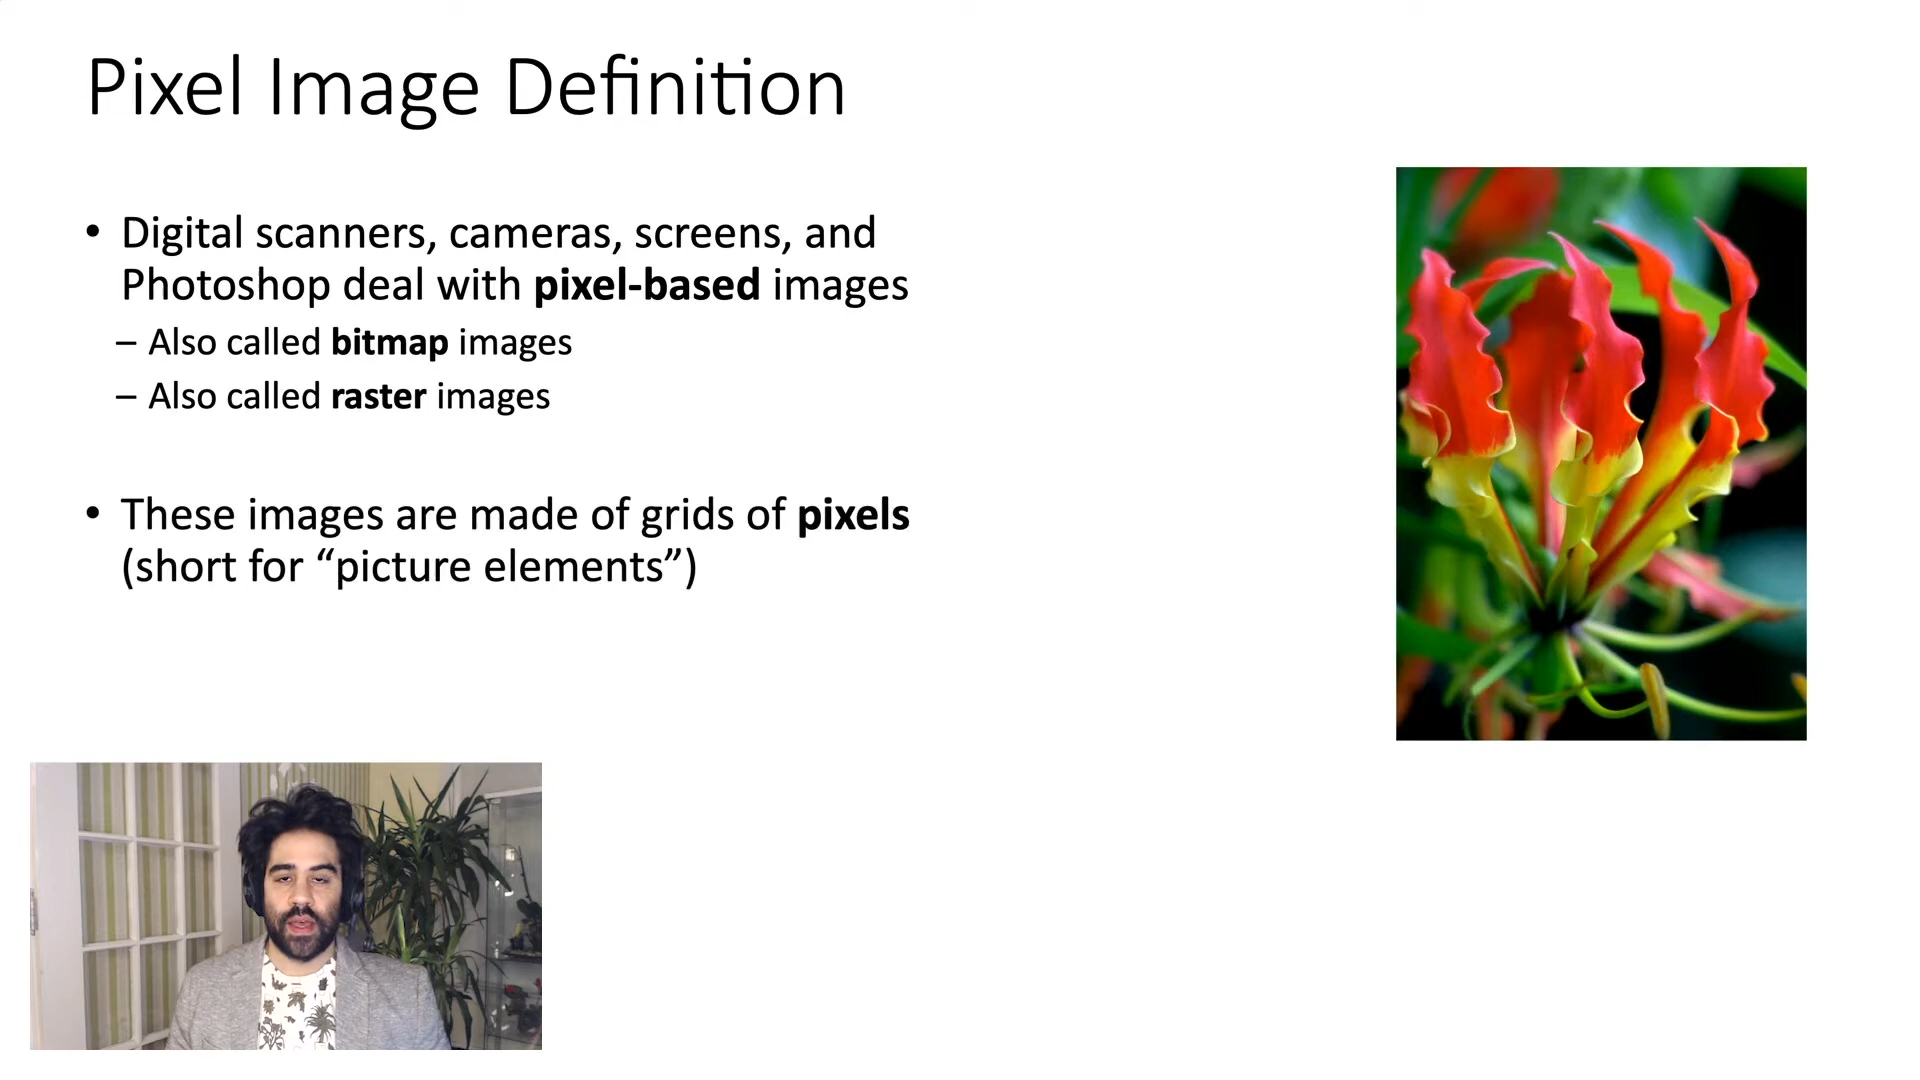 Pixel Image Definition
• Digital scanners, cameras, screens, and
Photoshop deal with pixel-based images
– Also called bitmap images
– Also called raster images
• These images are made of grids of pixels
(short for “picture elements”)